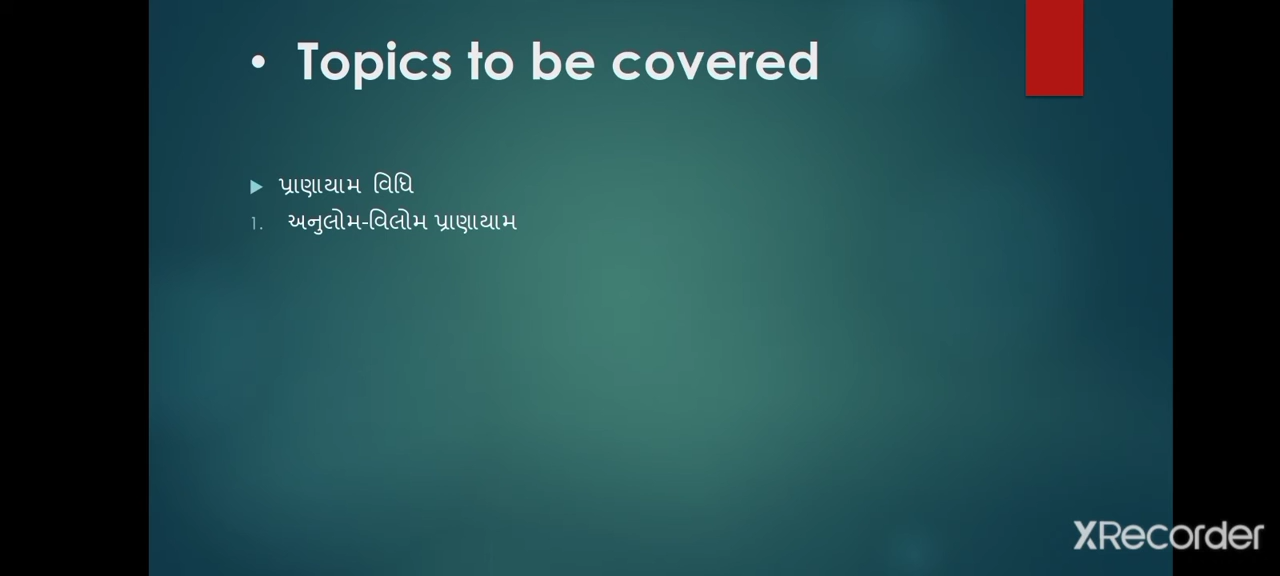 • Topics to be covered
▶ પ્રાણાયામ વિધિ
1. અનુલોમ-વિલોમ પ્રાણાયામ
XRecorder